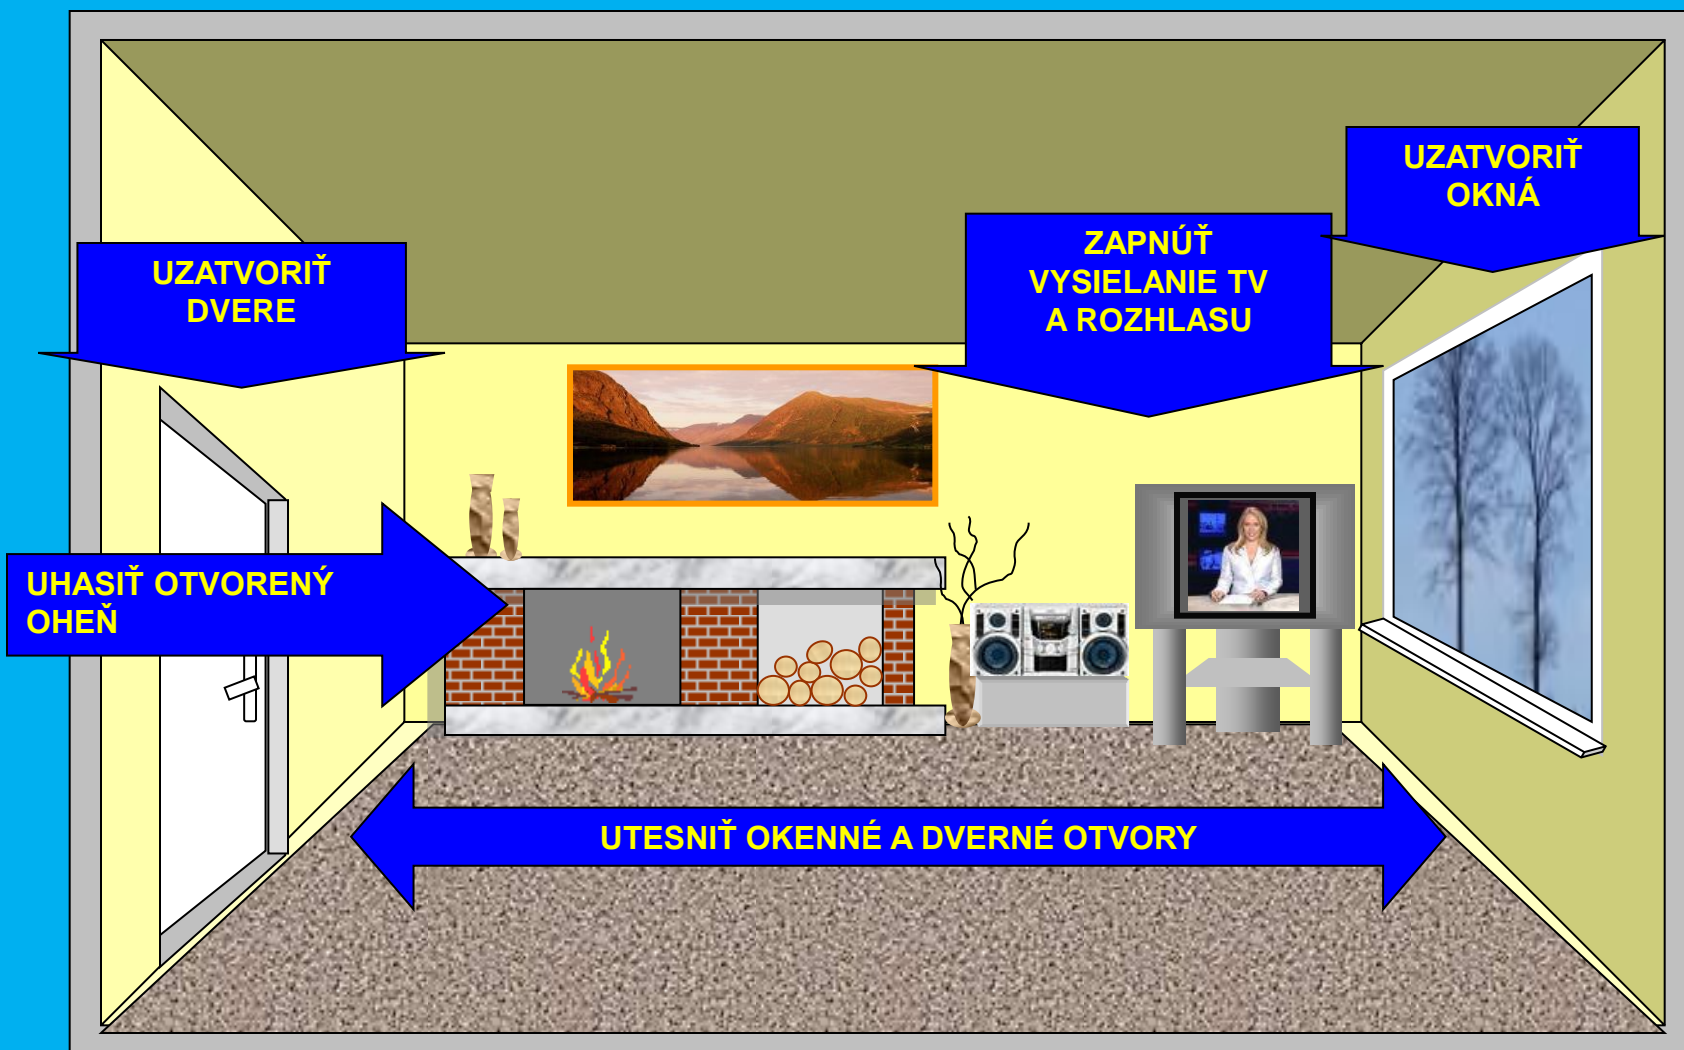 UZATVORIŤ
OKNÁ
ZAPNÚŤ
VYSIELANIE TV
A ROZHLASU
UZATVORIŤ
DVERE
UHASIŤ OTVORENÝ
OHEŇ
UTESNIŤ OKENNÉ A DVERNÉ OTVORY